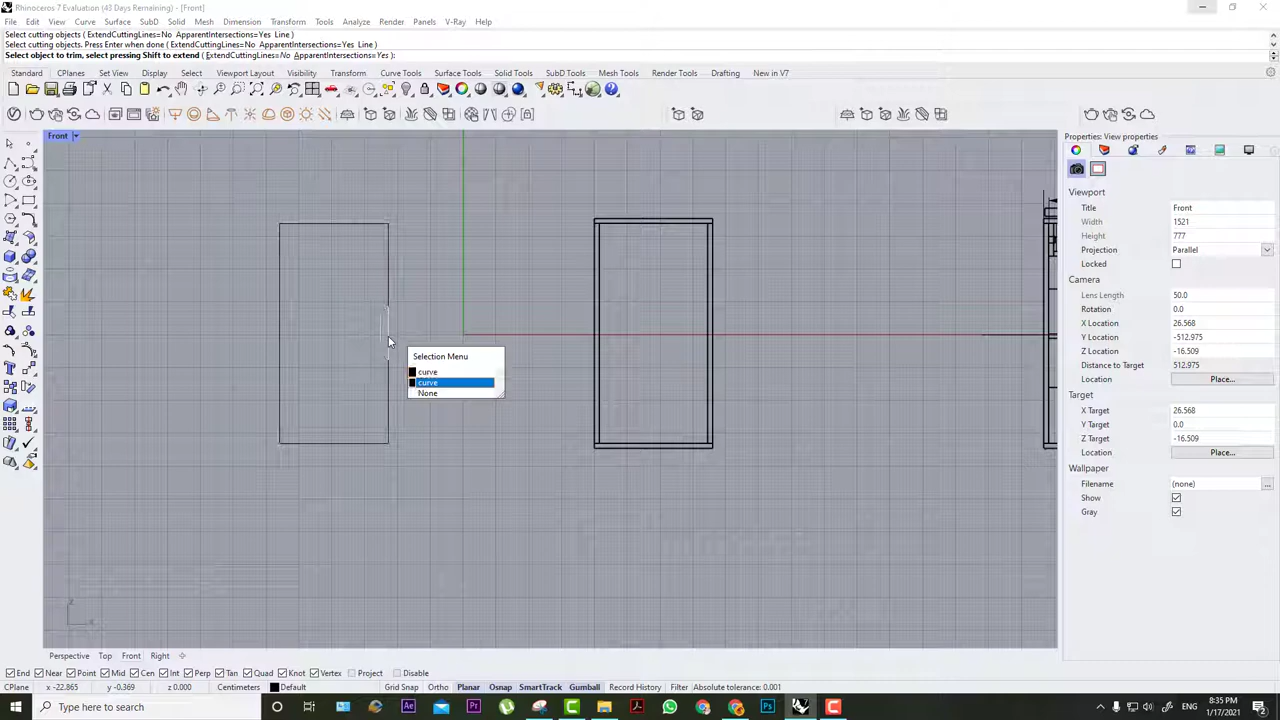 Rhinoceros 7 Evaluation (43 Days Remaining) - [Front]
File Edit View Curve Surface SubD Solid Mesh Dimension Transform Tools Analyze Render Panels V-Ray Help
Select cutting objects ( ExtendCuttingLines=No ApparentIntersections=Yes Line )
Select cutting objects. Press Enter when done ( ExtendCuttingLines=No ApparentIntersections=Yes Line )
Select object to trim, select pressing Shift to extend ( ExtendCuttingLines=No ApparentIntersections=Yes ):
Standard CPlanes Set View Display Select Viewport Layout Visibility Transform Curve Tools Surface Tools Solid Tools SubD Tools Mesh Tools Render Tools Drafting New in V7
Front
Properties: View properties
Viewport
Title Front
Width 1521
Height 777
Projection Parallel
Locked
Camera
Lens Length 50.0
Rotation 0.0
X Location 26.568
Y Location -512.975
Z Location -16.509
Distance to Target 512.975
Location Place...
Target
X Target 26.568
Y Target 0.0
Z Target -16.509
Location Place...
Wallpaper
Filename (none) ...
Show
Gray
Selection Menu
curve
curve
None
z
x
Perspective Top Front Right
End Near Point Mid Cen Int Perp Tan Quad Knot Vertex Project Disable
CPlane x -22.865 y -0.369 z 0.000 Centimeters Default Grid Snap Ortho Planar Osnap SmartTrack Gumball Record History Filter Absolute tolerance: 0.001
Type here to search
Ae Pr Ps
ENG 8:35 PM
1/17/2021